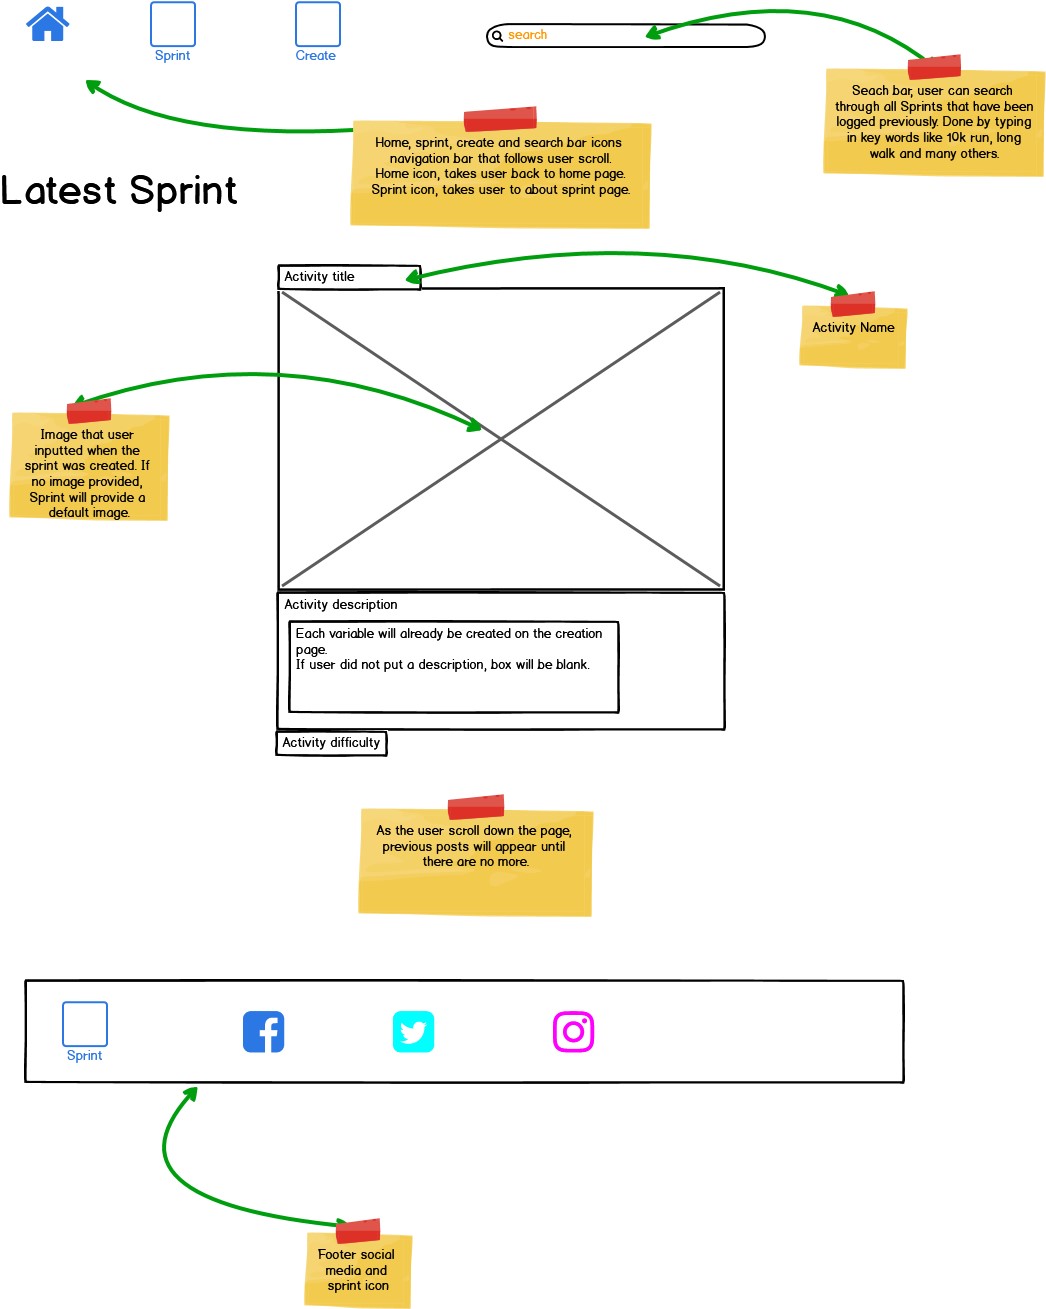 search
Sprint
Create
Seach bar, user can search
through all Sprints that have been
logged previously. Done by typing
in key words like 10k run, long
walk and many others.
Home, sprint, create and search bar icons
navigation bar that follows user scroll.
Home icon, takes user back to home page.
Sprint icon, takes user to about sprint page.
Latest Sprint
Activity title
Activity Name
Image that user
inputted when the
sprint was created. If
no image provided,
Sprint will provide a
default image.
Activity description
Each variable will already be created on the creation
page.
If user did not put a description, box will be blank.
Activity difficulty
As the user scroll down the page,
previous posts will appear until
there are no more.
Sprint
Footer social
media and
sprint icon